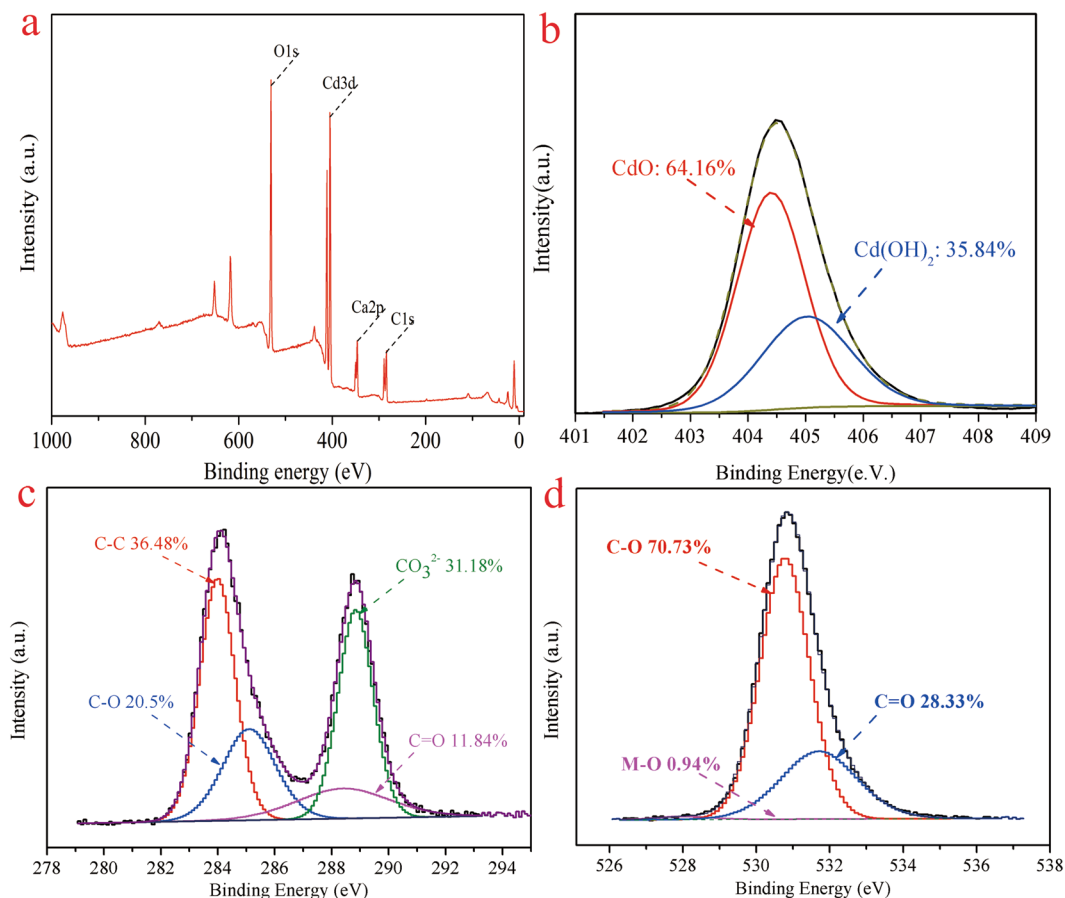 a
O1s
Cd3d
Ca2p
C1s
Intensity (a.u.)
1000 800 600 400 200 0
Binding energy (eV)
b
CdO: 64.16%
Cd(OH)₂: 35.84%
Intensity(a.u.)
401 402 403 404 405 406 407 408 409
Binding Energy(e.V.)
c
C-C 36.48%
CO₃²⁻ 31.18%
C-O 20.5%
C=O 11.84%
Intensity (a.u.)
278 280 282 284 286 288 290 292 294
Binding Energy (eV)
d
C-O 70.73%
C=O 28.33%
M-O 0.94%
Intensity (a.u.)
526 528 530 532 534 536 538
Binding Energy (eV)